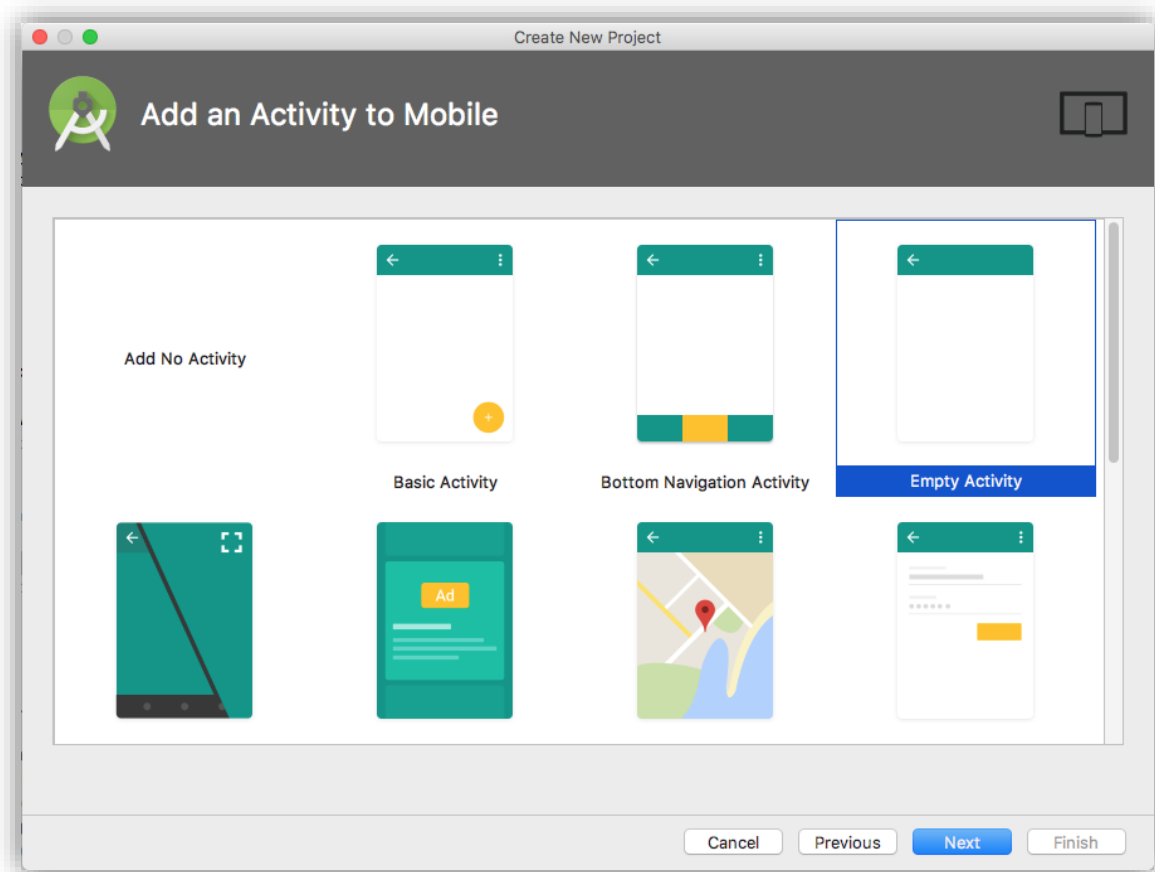 Create New Project
Add an Activity to Mobile
Add No Activity
Basic Activity
Bottom Navigation Activity
Empty Activity
Ad
Cancel
Previous
Next
Finish